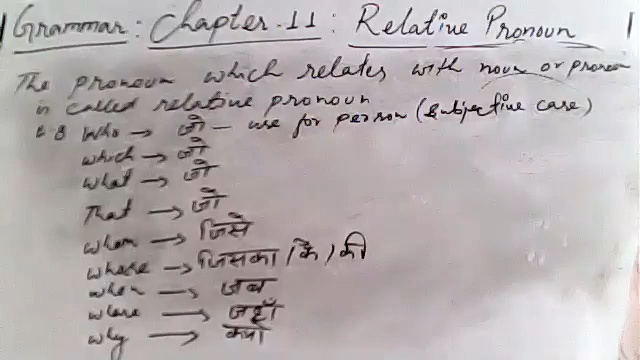 Grammar: Chapter-11: Relative Pronoun
The pronoun which relates with noun or pronoun
is called relative pronoun
e.g Who → जो - use for person (subjective case)
which → जो
what → जो
That → जो
whom → जिसे
whose → जिसका / के / की
when → जब
where → जहाँ
why → क्यों